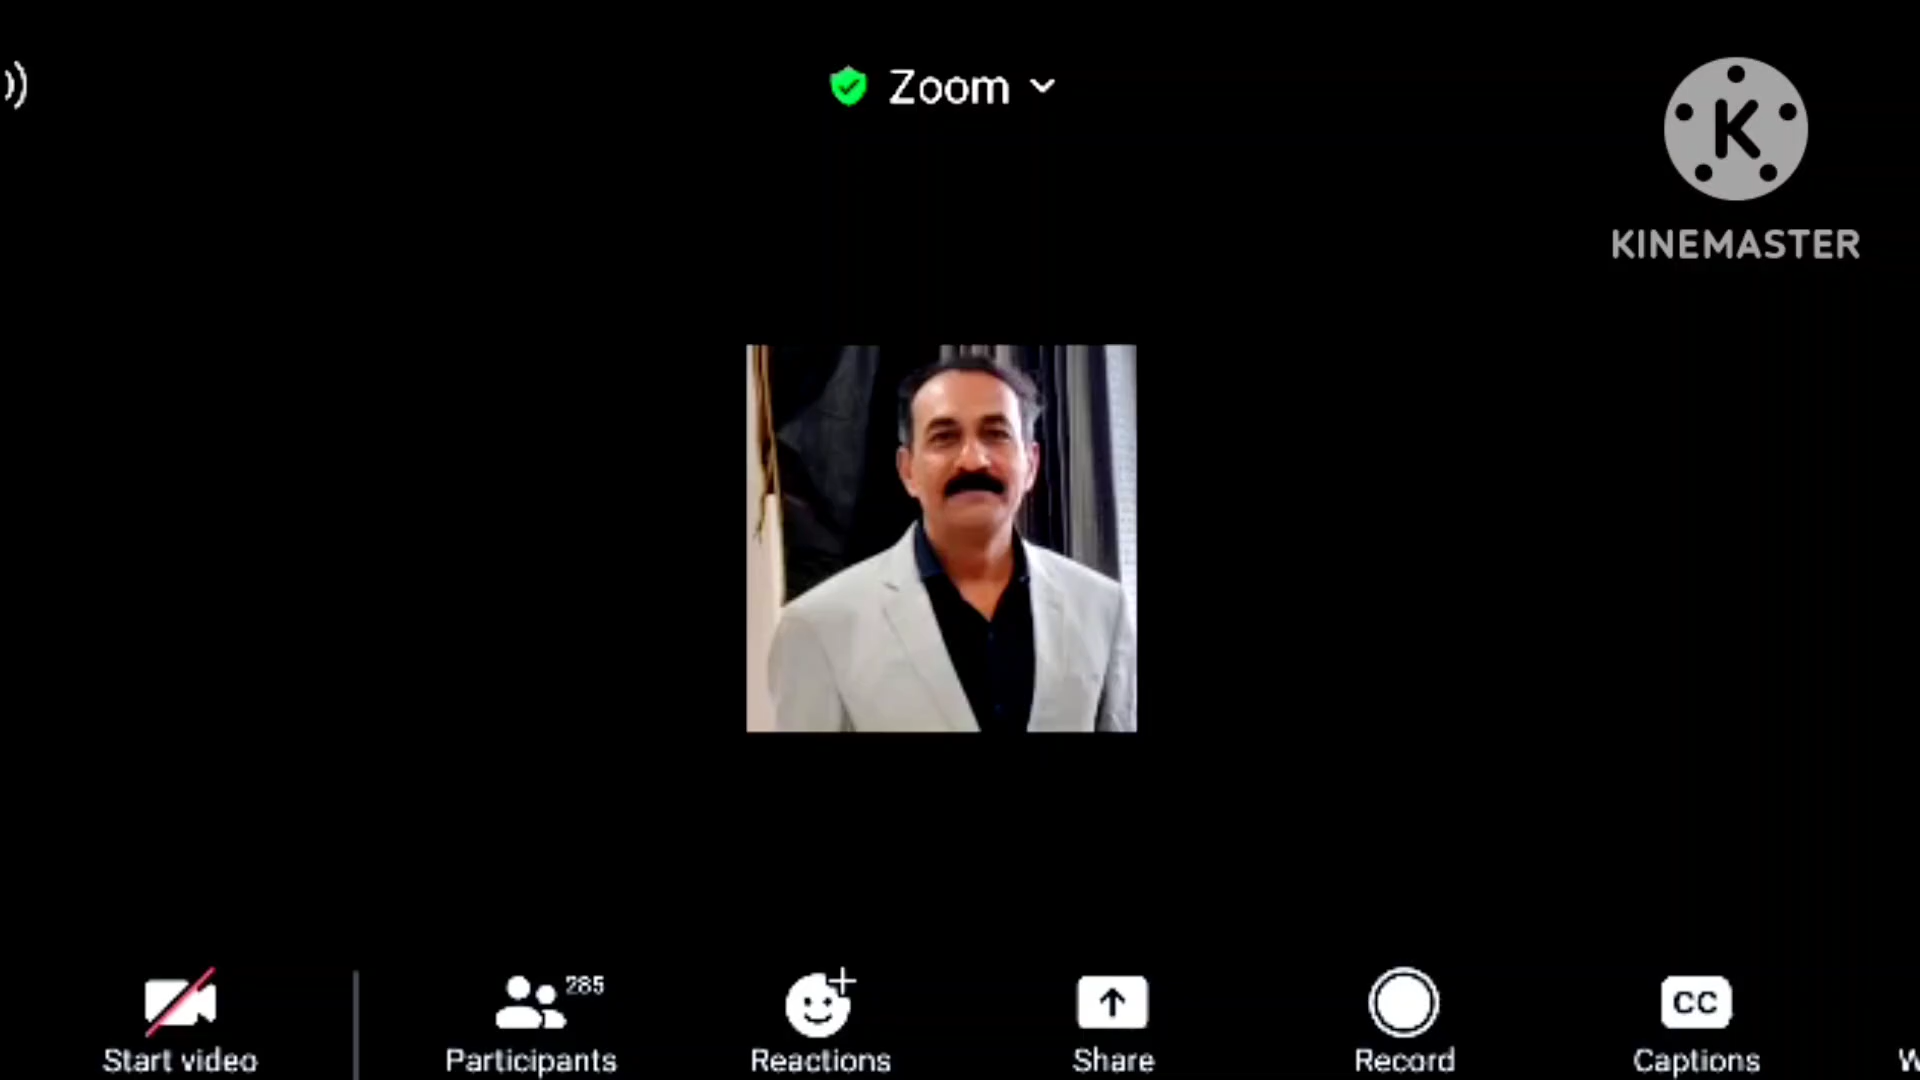 Zoom
K
KINEMASTER
285
CC
Start video
Participants
Reactions
Share
Record
Captions